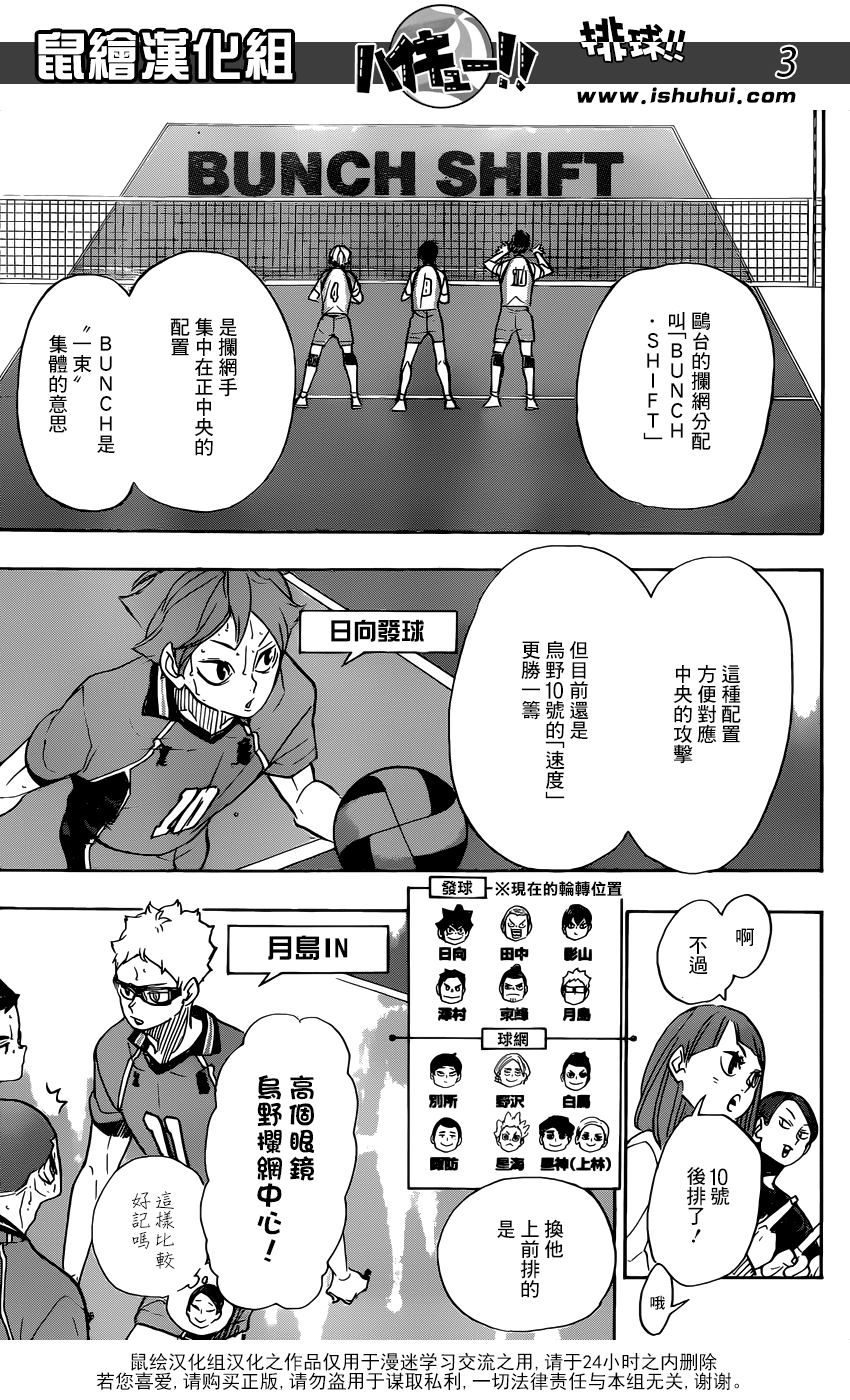 鼠繪漢化組
ハイキュー!!
排球!!
3
www.ishuhui.com
BUNCH SHIFT
4
9
10
鷗台的攔網分配
叫「BUNCH
・SHIFT」
是攔網手
集中在正中央的
配置
BUNCH是
〝一束〞
集體的意思
這種配置
方便對應
中央的攻擊
但目前還是
烏野10號的「速度」
更勝一籌
日向發球
10
啊
不過
10號
後排了!
哦
發球
※現在的輪轉位置
日向
田中
影山
澤村
東峰
月島
球網
別所
野沢
白馬
諏訪
星海
星神(上林)
換他
上前排的
是
月島IN
11
高個眼鏡
烏野攔網中心!
這樣比較
好記嗎
鼠绘汉化组汉化之作品仅用于漫迷学习交流之用,请于24小时之内删除
若您喜爱,请购买正版,请勿盗用于谋取私利,一切法律责任与本组无关,谢谢。